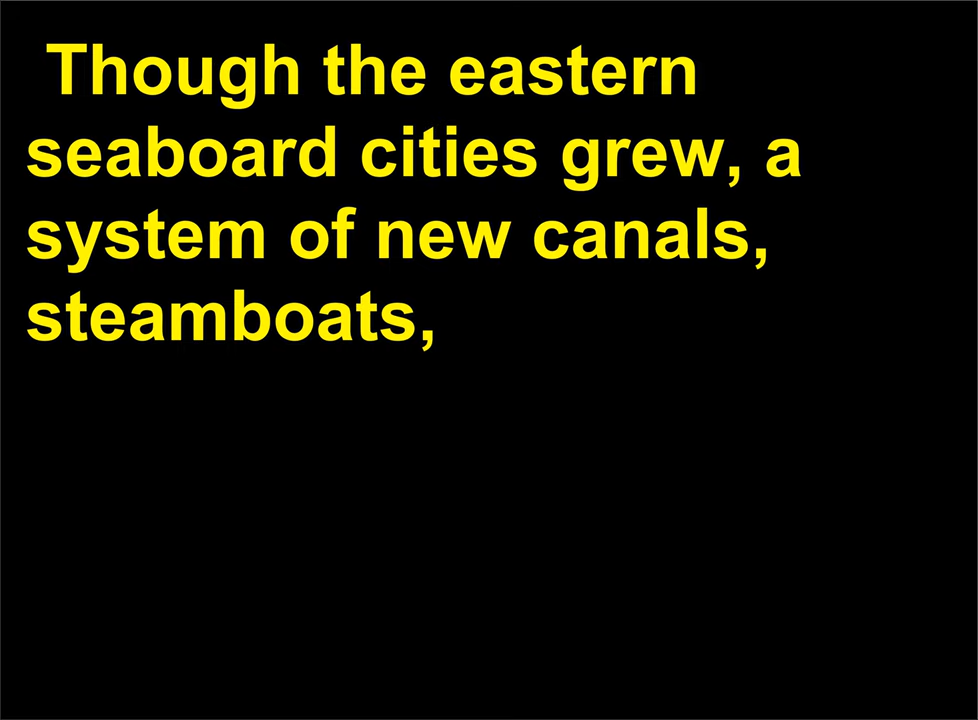 Though the eastern
seaboard cities grew, a
system of new canals,
steamboats,